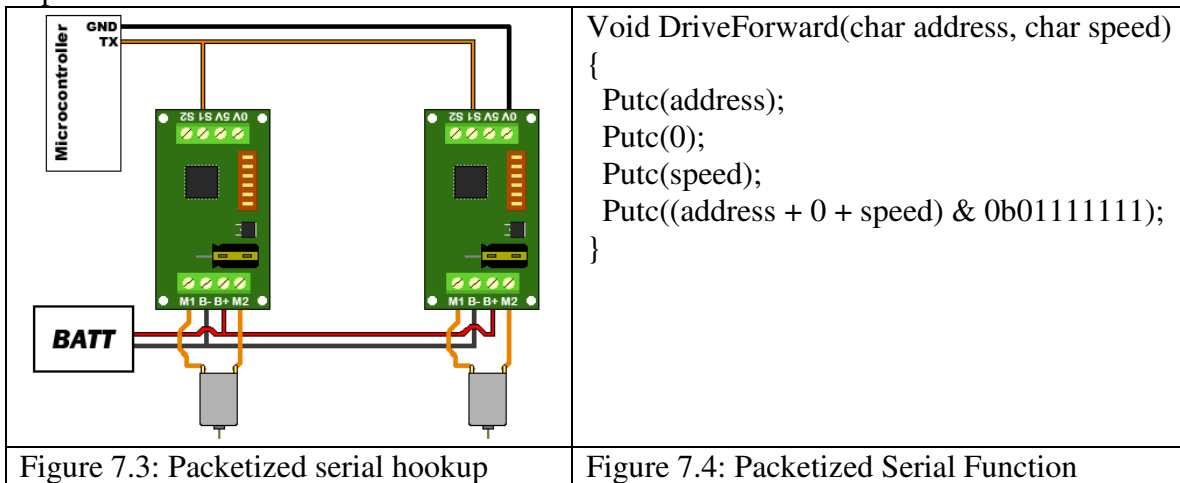 GND
TX
Microcontroller
S2 S1 5V 0V
S2 S1 5V 0V
M1 B- B+ M2
M1 B- B+ M2
BATT
Void DriveForward(char address, char speed)
{
Putc(address);
Putc(0);
Putc(speed);
Putc((address + 0 + speed) & 0b01111111);
}
Figure 7.3: Packetized serial hookup
Figure 7.4: Packetized Serial Function